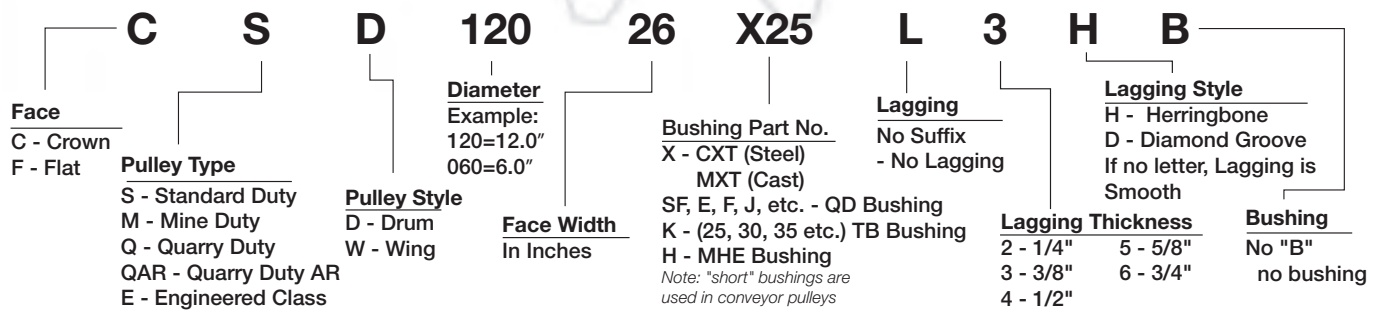 C S D 120 26 X25 L 3 H B
Face
C - Crown
F - Flat
Pulley Type
S - Standard Duty
M - Mine Duty
Q - Quarry Duty
QAR - Quarry Duty AR
E - Engineered Class
Pulley Style
D - Drum
W - Wing
Diameter
Example:
120=12.0″
060=6.0″
Face Width
In Inches
Bushing Part No.
X - CXT (Steel)
MXT (Cast)
SF, E, F, J, etc. - QD Bushing
K - (25, 30, 35 etc.) TB Bushing
H - MHE Bushing
Note: "short" bushings are
used in conveyor pulleys
Lagging
No Suffix
- No Lagging
Lagging Thickness
2 - 1/4" 5 - 5/8"
3 - 3/8" 6 - 3/4"
4 - 1/2"
Lagging Style
H - Herringbone
D - Diamond Groove
If no letter, Lagging is
Smooth
Bushing
No "B"
no bushing